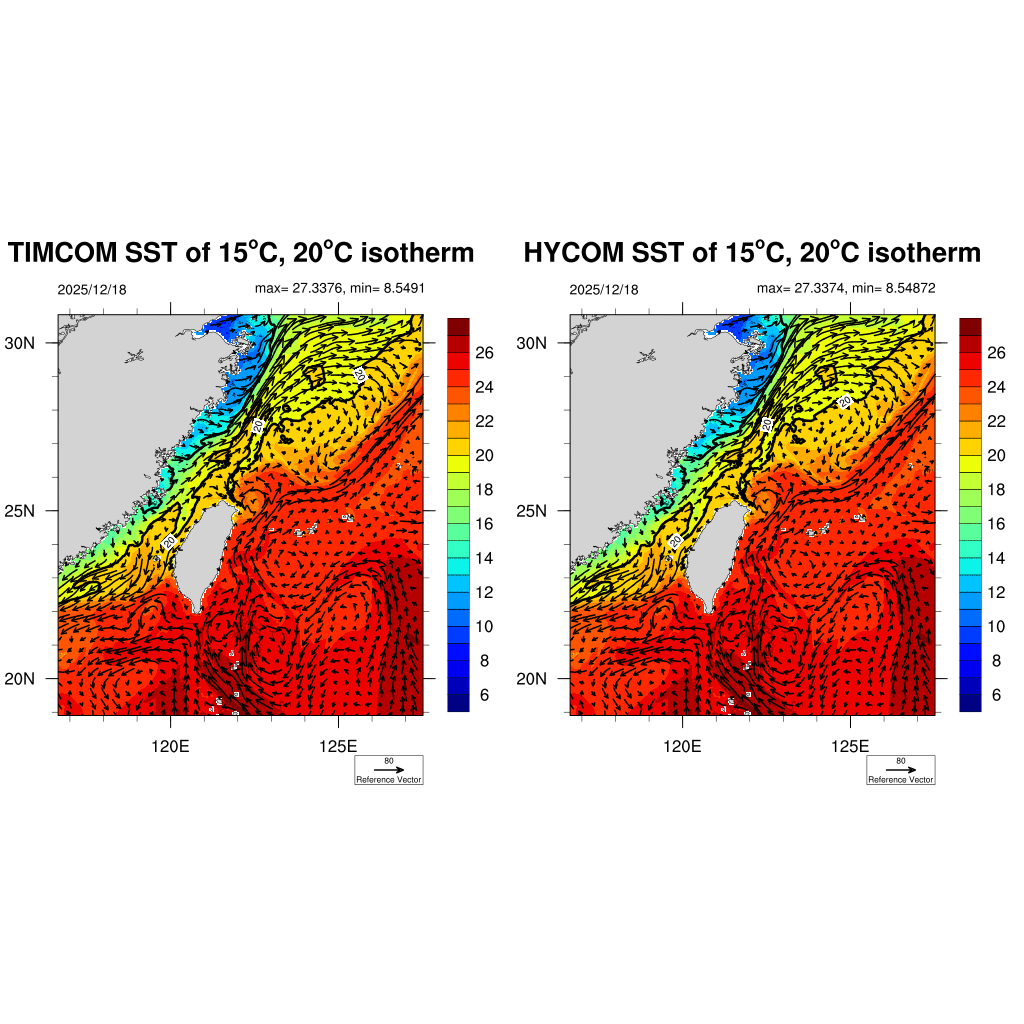 TIMCOM SST of 15°C, 20°C isotherm
2025/12/18
max= 27.3376, min= 8.5491
30N
25N
20N
120E
125E
20
20
20
26
24
22
20
18
16
14
12
10
8
6
80
Reference Vector
HYCOM SST of 15°C, 20°C isotherm
2025/12/18
max= 27.3374, min= 8.54872
30N
25N
20N
120E
125E
20
20
20
26
24
22
20
18
16
14
12
10
8
6
80
Reference Vector